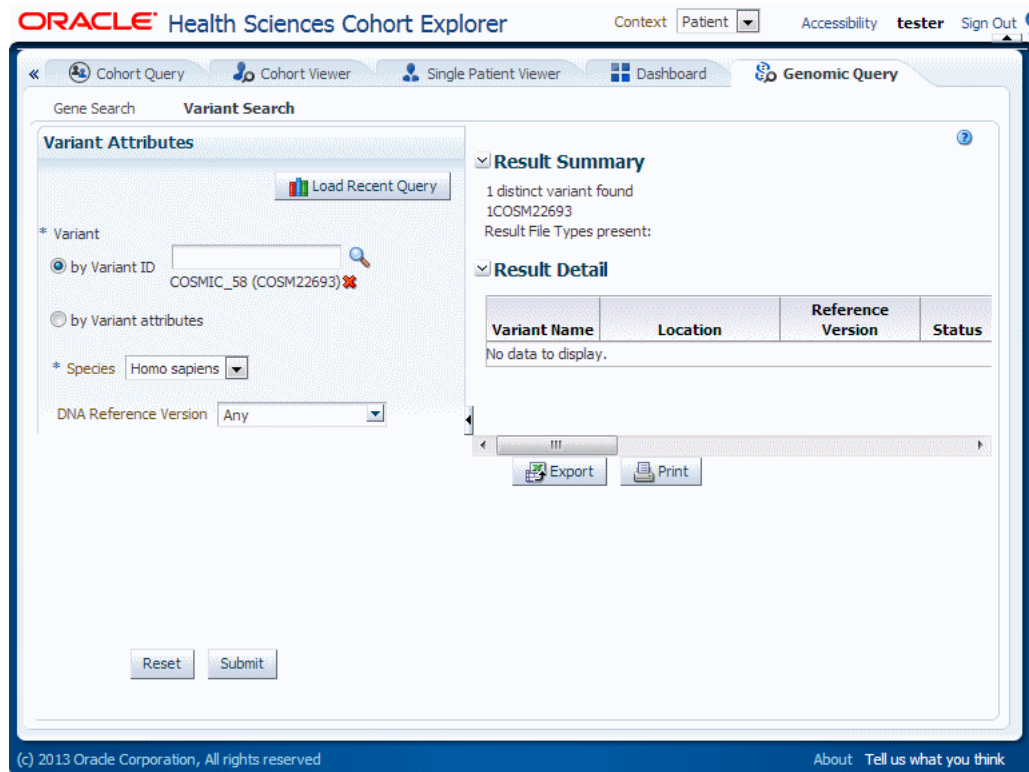 ORACLE Health Sciences Cohort Explorer Context Patient Accessibility tester Sign Out
« Cohort Query Cohort Viewer Single Patient Viewer Dashboard Genomic Query
Gene Search Variant Search
Variant Attributes
Load Recent Query
* Variant
by Variant ID
COSMIC_58 (COSM22693)
by Variant attributes
* Species Homo sapiens
DNA Reference Version Any
Reset Submit
Result Summary
1 distinct variant found
1COSM22693
Result File Types present:
Result Detail
Variant Name Location Reference Version Status
No data to display.
Export Print
(c) 2013 Oracle Corporation, All rights reserved About Tell us what you think